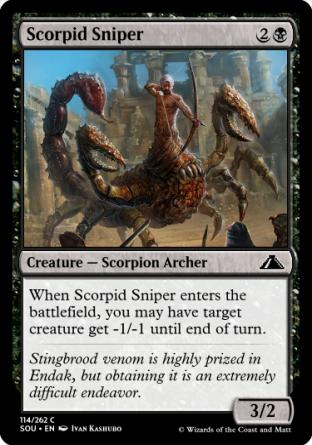 Scorpid Sniper 2
Creature — Scorpion Archer
When Scorpid Sniper enters the
battlefield, you may have target
creature get -1/-1 until end of turn.
Stingbrood venom is highly prized in
Endak, but obtaining it is an extremely
difficult endeavor.
3/2
114/262 C
SOU • EN Ivan Kashubo
© Wizards of the Coast and Matt